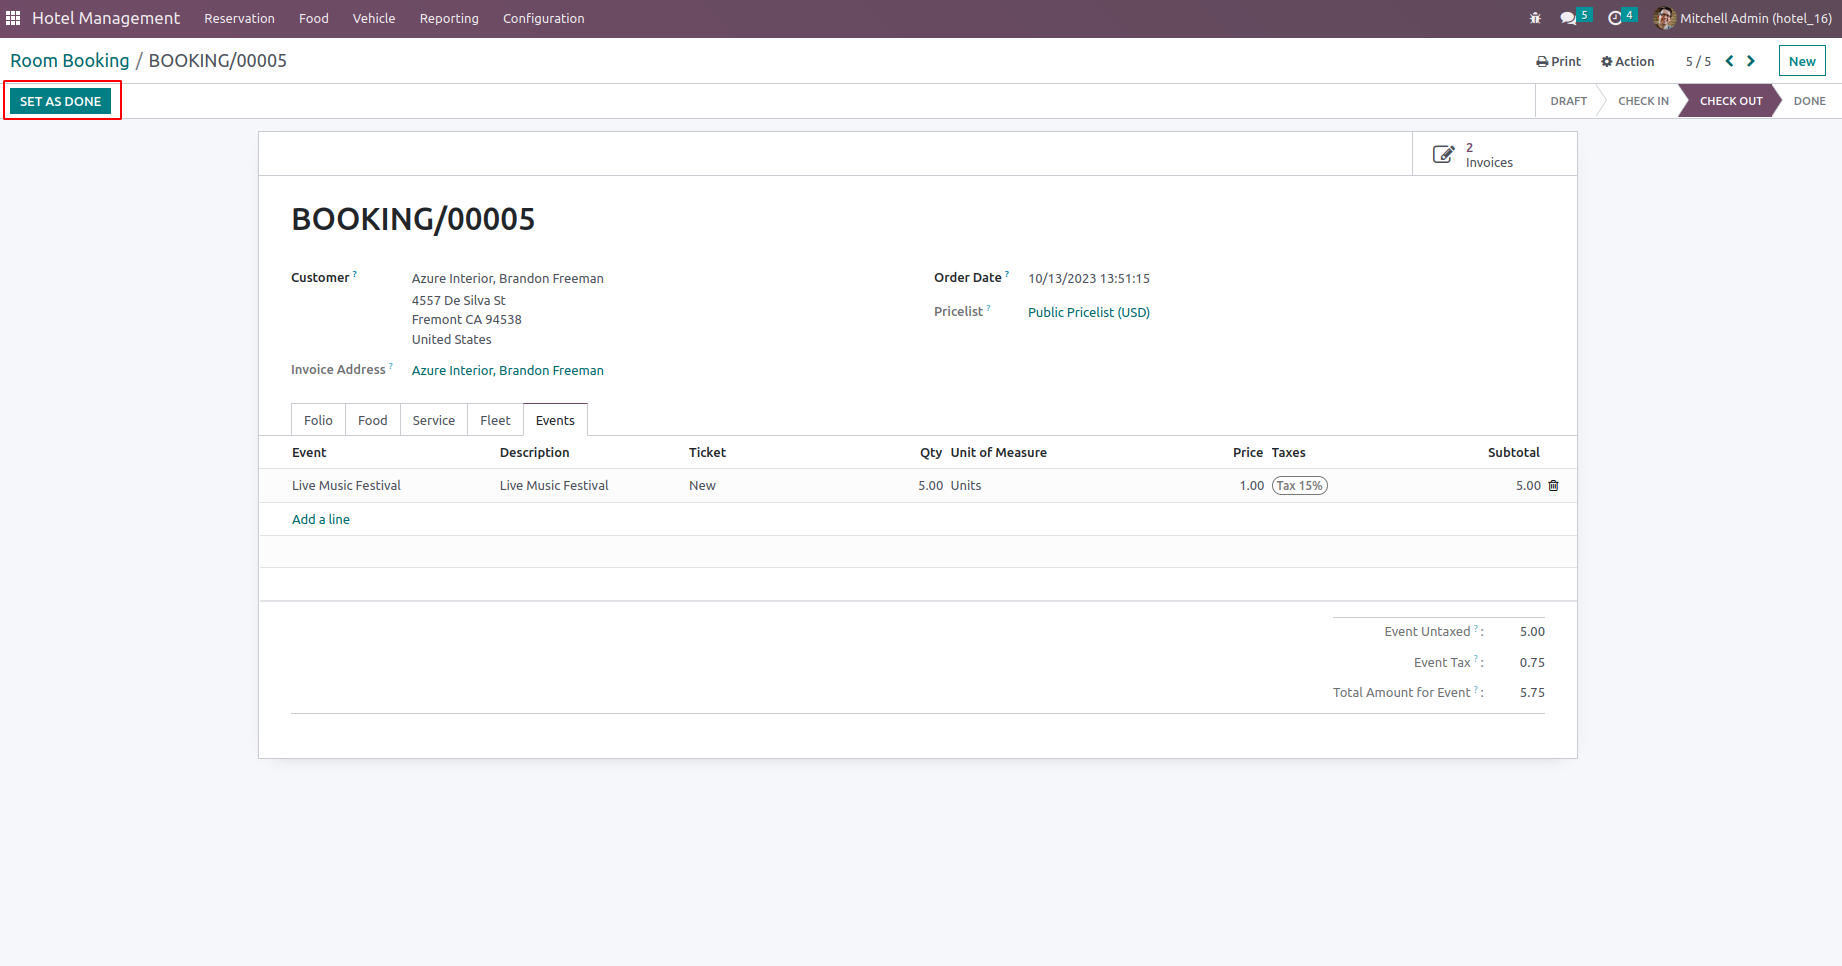 Hotel Management Reservation Food Vehicle Reporting Configuration 5 4 Mitchell Admin (hotel_16)
Room Booking / BOOKING/00005 Print Action 5 / 5 New
SET AS DONE DRAFT CHECK IN CHECK OUT DONE
2
Invoices
BOOKING/00005
Customer ? Azure Interior, Brandon Freeman Order Date ? 10/13/2023 13:51:15
4557 De Silva St
Fremont CA 94538
United States
Pricelist ? Public Pricelist (USD)
Invoice Address ? Azure Interior, Brandon Freeman
Folio Food Service Fleet Events
Event Description Ticket Qty Unit of Measure Price Taxes Subtotal
Live Music Festival Live Music Festival New 5.00 Units 1.00 Tax 15% 5.00
Add a line
Event Untaxed ? : 5.00
Event Tax ? : 0.75
Total Amount for Event ? : 5.75